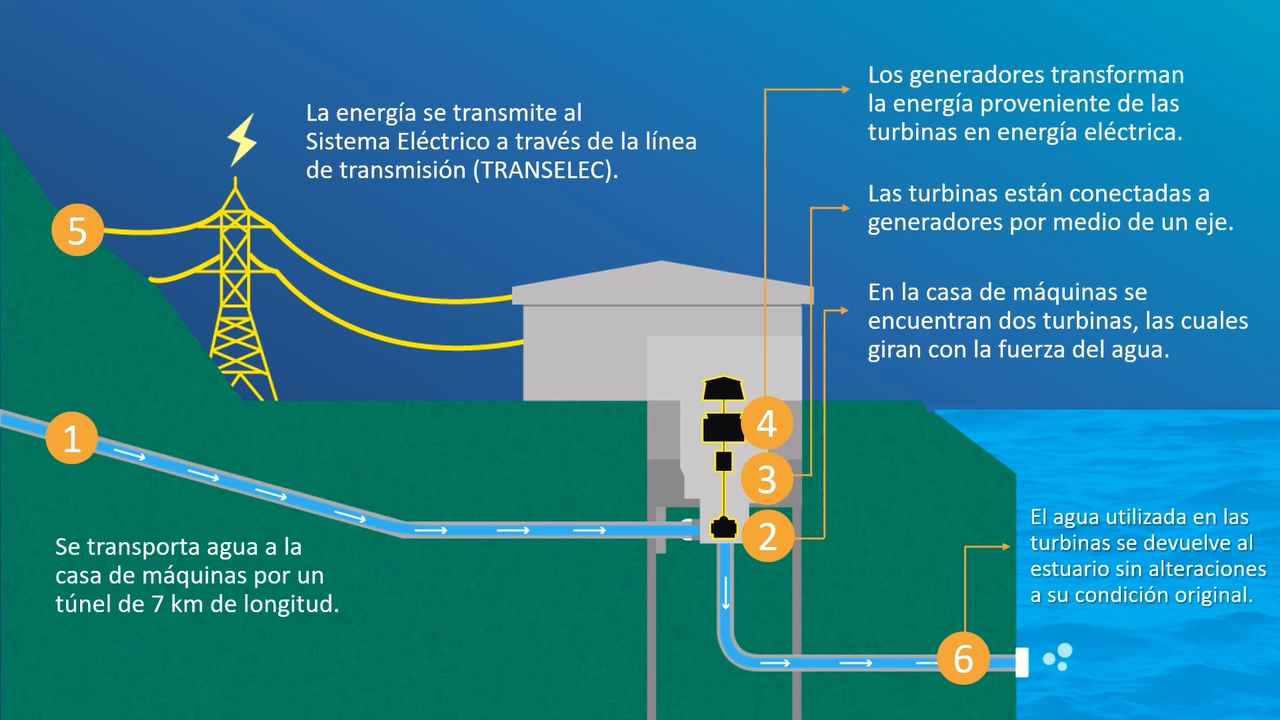 La energía se transmite al
Sistema Eléctrico a través de la línea
de transmisión (TRANSELEC).
Los generadores transforman
la energía proveniente de las
turbinas en energía eléctrica.
Las turbinas están conectadas a
generadores por medio de un eje.
En la casa de máquinas se
encuentran dos turbinas, las cuales
giran con la fuerza del agua.
5
1
4
3
2
Se transporta agua a la
casa de máquinas por un
túnel de 7 km de longitud.
El agua utilizada en las
turbinas se devuelve al
estuario sin alteraciones
a su condición original.
6